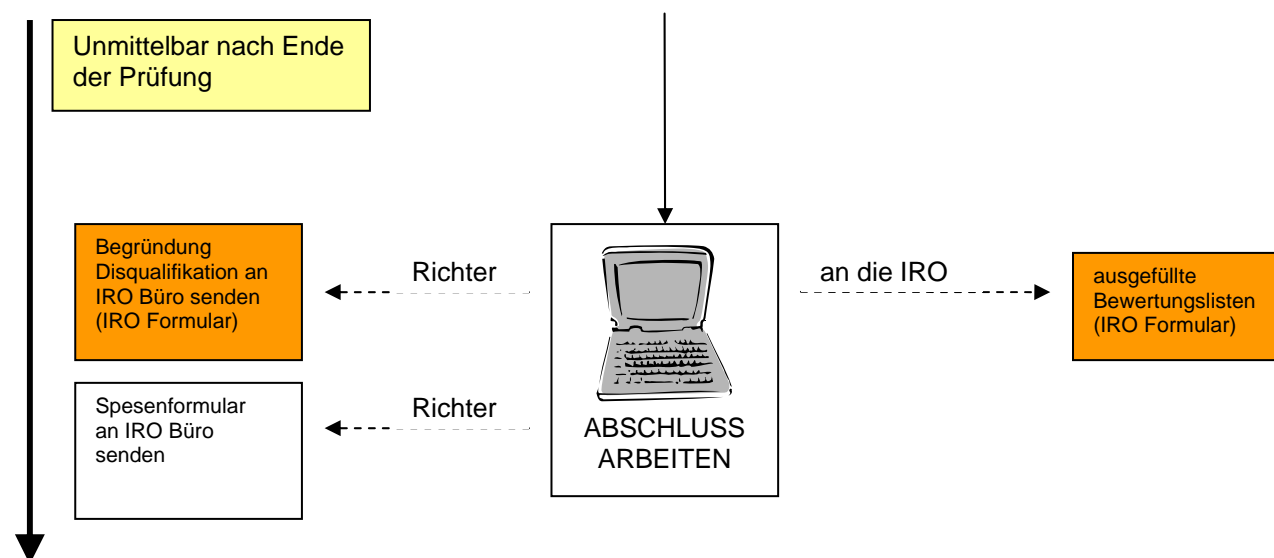 Unmittelbar nach Ende
der Prüfung
Begründung
Disqualifikation an
IRO Büro senden
(IRO Formular)
Richter
an die IRO
ausgefüllte
Bewertungslisten
(IRO Formular)
Spesenformular
an IRO Büro
senden
Richter
ABSCHLUSS
ARBEITEN